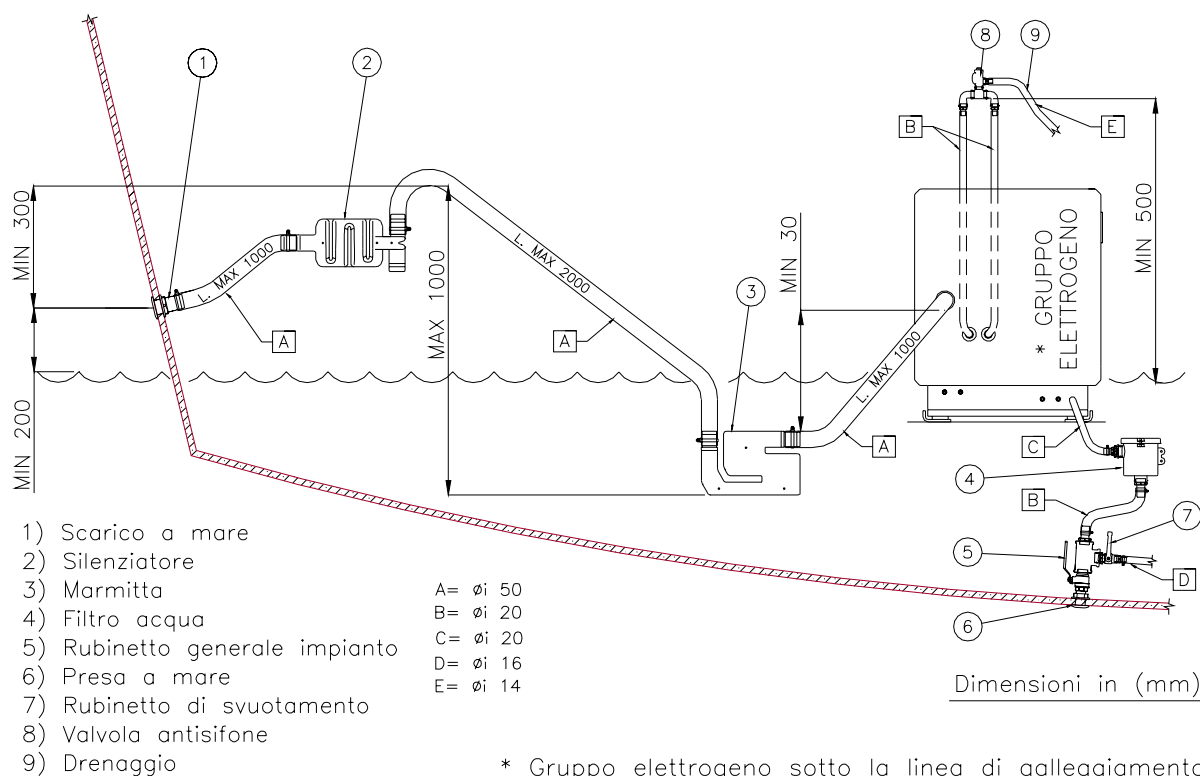 1
2
8
9
B
E
MIN 300
L. MAX 1000
A
MAX 1000
L. MAX 2000
A
3
MIN 30
L. MAX 1000
A
* GRUPPO
ELETTROGENO
MIN 500
MIN 200
C
4
B
7
5
D
6
1) Scarico a mare
2) Silenziatore
3) Marmitta
4) Filtro acqua
5) Rubinetto generale impianto
6) Presa a mare
7) Rubinetto di svuotamento
8) Valvola antisifone
9) Drenaggio
A= øi 50
B= øi 20
C= øi 20
D= øi 16
E= øi 14
Dimensioni in (mm)
* Gruppo elettrogeno sotto la linea di galleggiamento